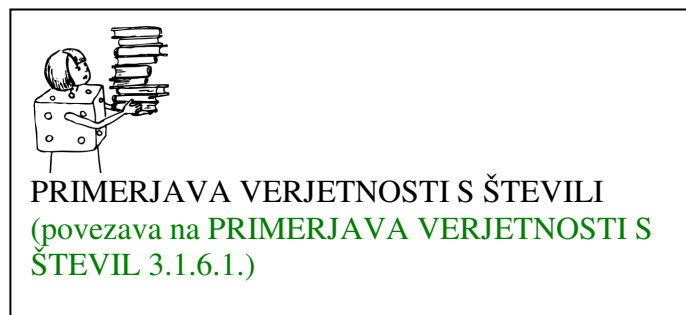 PRIMERJAVA VERJETNOSTI S ŠTEVILI
(povezava na PRIMERJAVA VERJETNOSTI S
ŠTEVIL 3.1.6.1.)